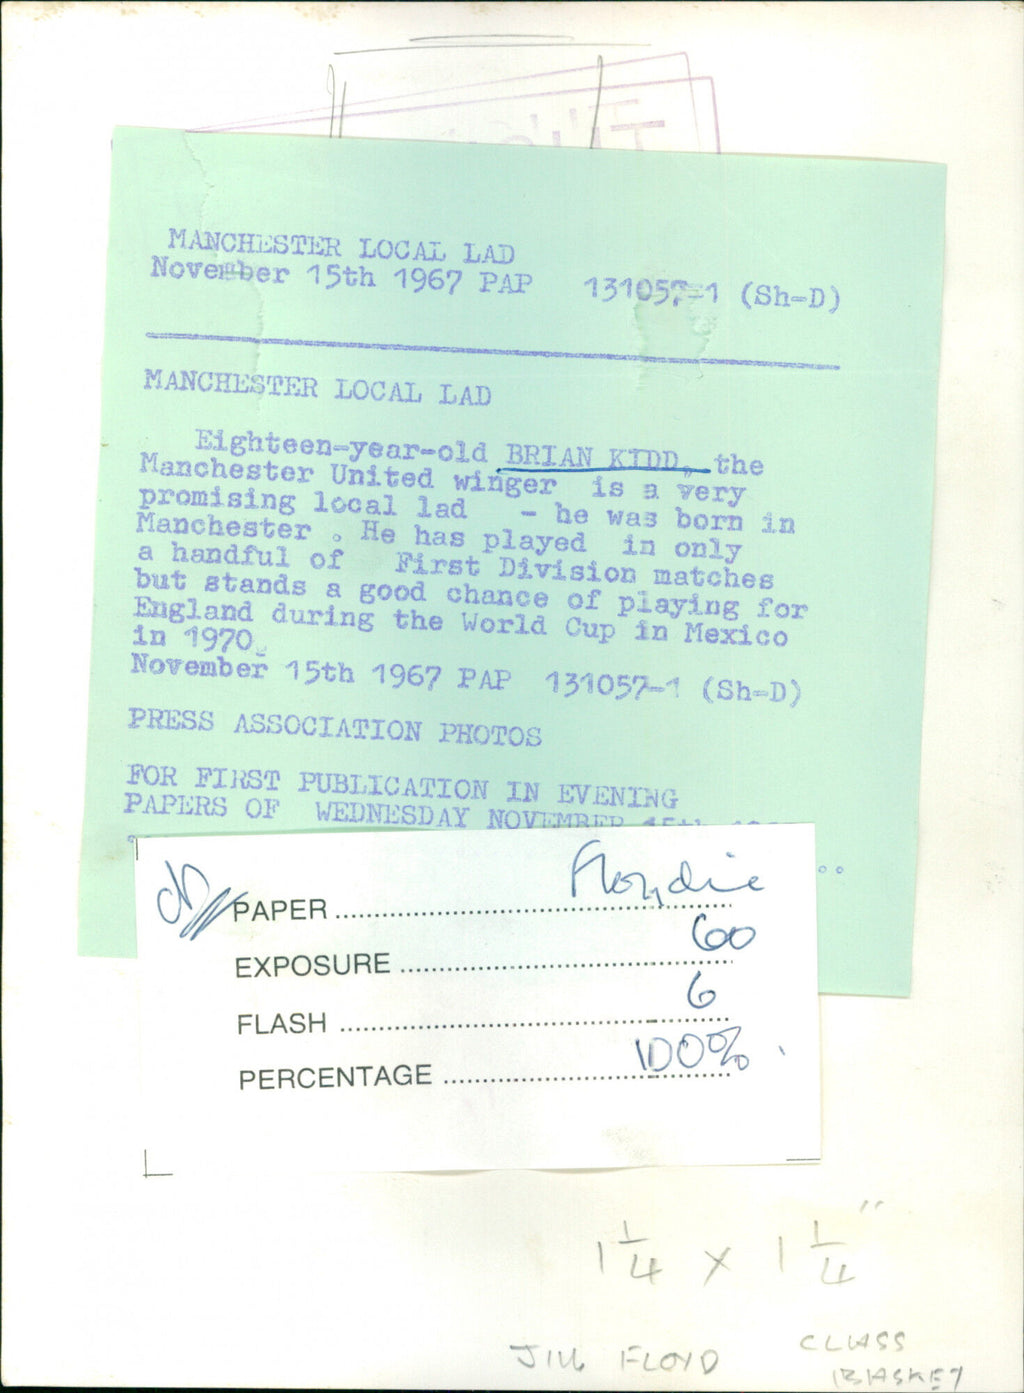 MANCHESTER LOCAL LAD
November 15th 1967 PAP 131057-1 (Sh-D)
MANCHESTER LOCAL LAD
Eighteen-year-old BRIAN KIDD, the
Manchester United winger is a very
promising local lad - he was born in
Manchester . He has played in only
a handful of First Division matches
but stands a good chance of playing for
England during the World Cup in Mexico
in 1970.
November 15th 1967 PAP 131057-1 (Sh-D)
PRESS ASSOCIATION PHOTOS
FOR FIRST PUBLICATION IN EVENING
PAPERS OF WEDNESDAY NOVEMBER 15th
PAPER
EXPOSURE 60
FLASH 6
PERCENTAGE 100%
1 1/4 x 1 1/4"
JILL FLOYD
CLASS
BASKET